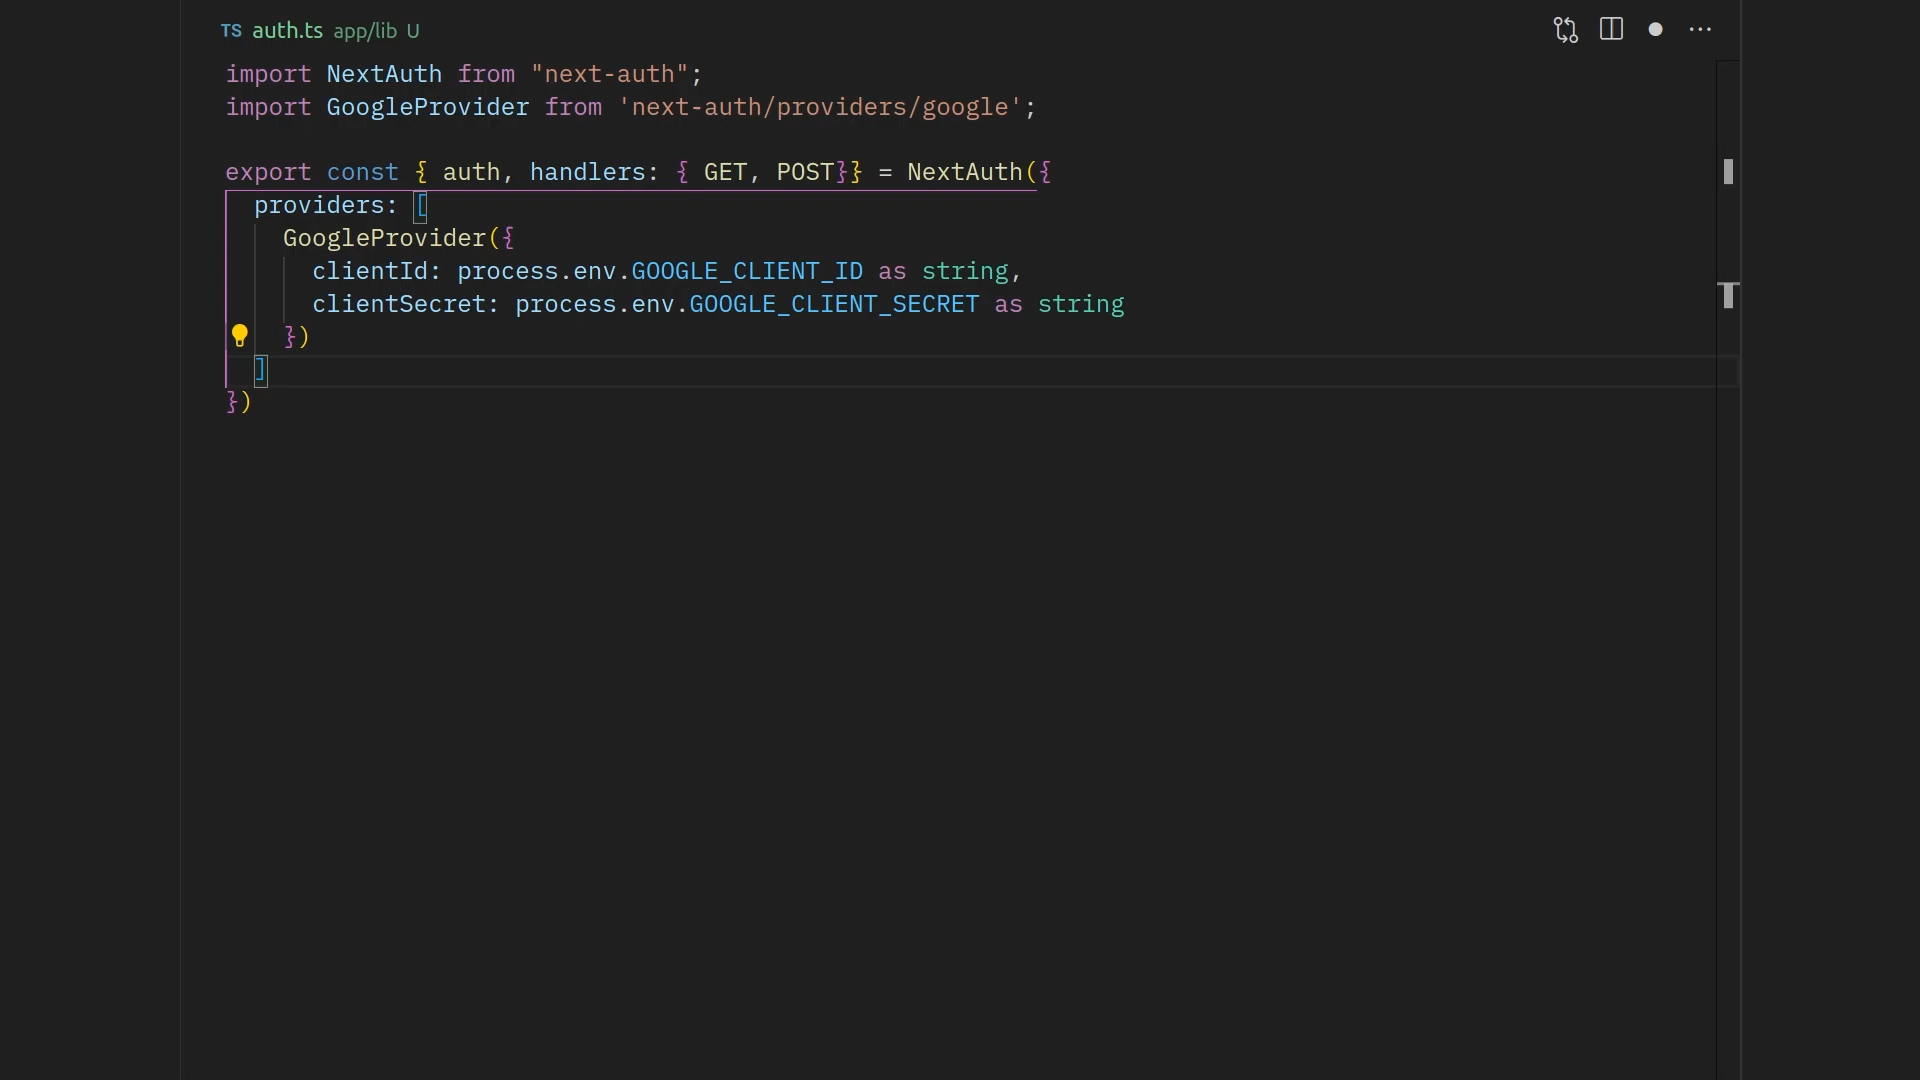 TS auth.ts app/lib U
import NextAuth from "next-auth";
import GoogleProvider from 'next-auth/providers/google';
export const { auth, handlers: { GET, POST}} = NextAuth({
  providers: [
    GoogleProvider({
      clientId: process.env.GOOGLE_CLIENT_ID as string,
      clientSecret: process.env.GOOGLE_CLIENT_SECRET as string
    })
  ]
})